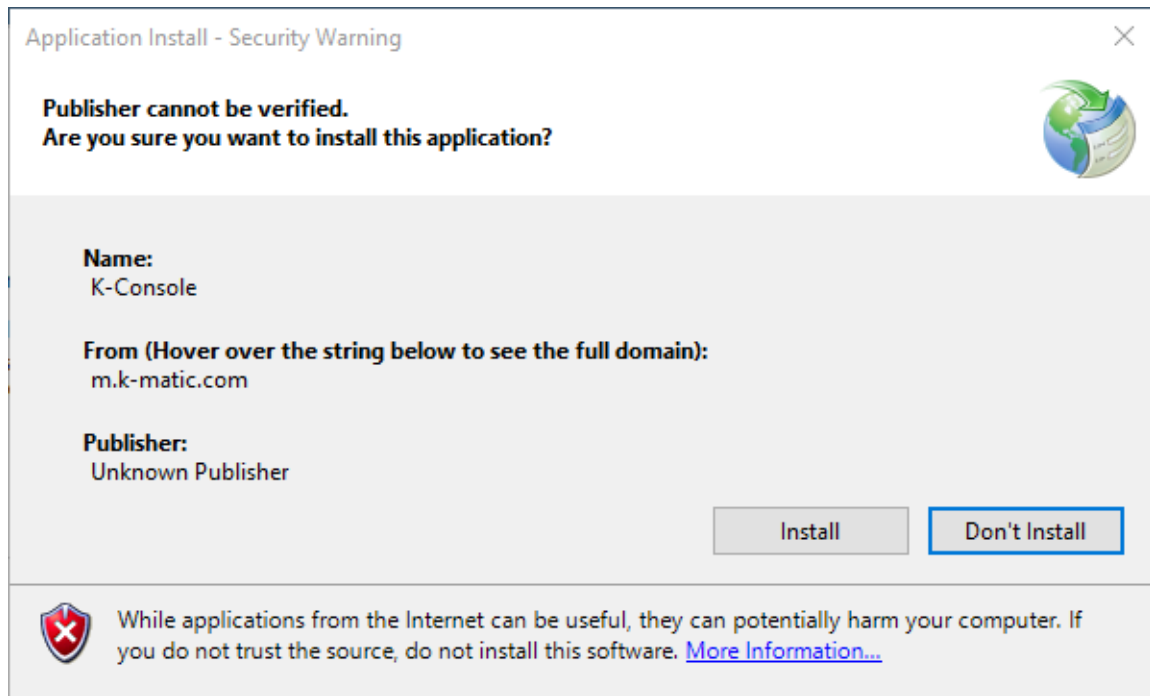 Application Install - Security Warning
Publisher cannot be verified.
Are you sure you want to install this application?
Name:
K-Console
From (Hover over the string below to see the full domain):
m.k-matic.com
Publisher:
Unknown Publisher
Install
Don't Install
While applications from the Internet can be useful, they can potentially harm your computer. If
you do not trust the source, do not install this software. More Information...